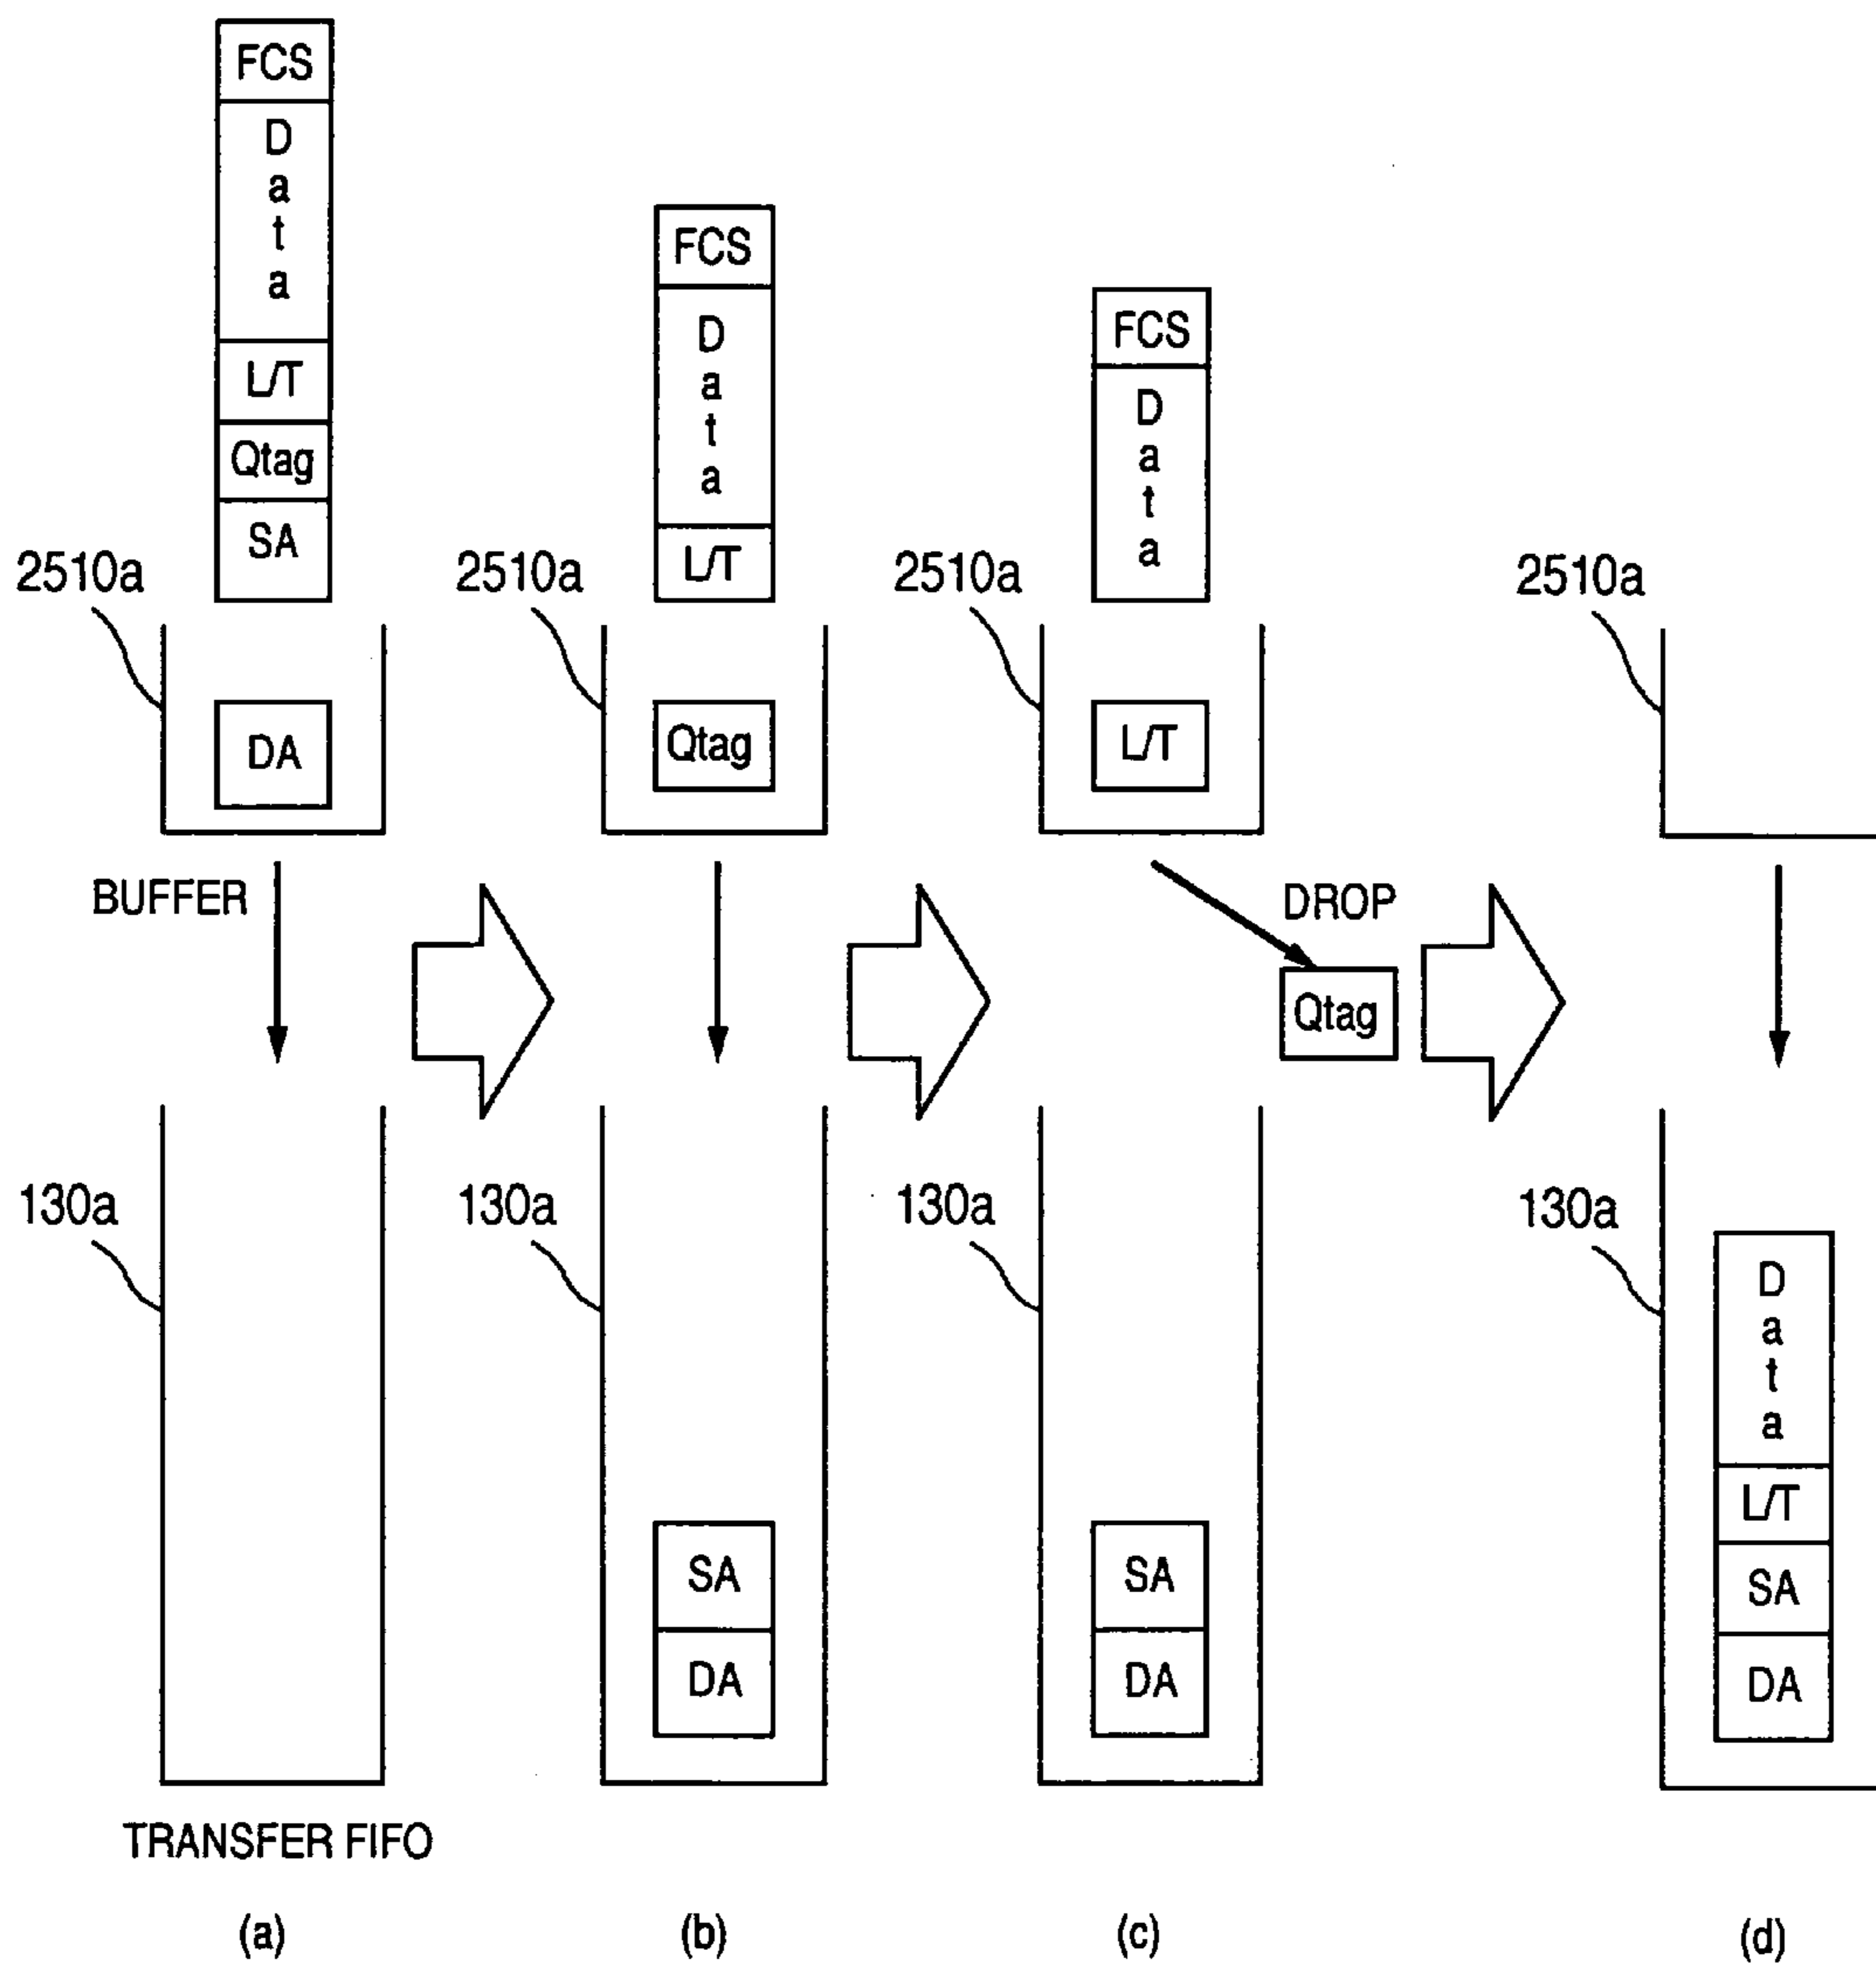 FCS
D
a
t
a
L/T
Qtag
SA
2510a
DA
BUFFER
130a
TRANSFER FIFO
(a)
FCS
D
a
t
a
L/T
2510a
Qtag
130a
SA
DA
(b)
FCS
D
a
t
a
2510a
L/T
DROP
Qtag
130a
SA
DA
(c)
2510a
130a
D
a
t
a
L/T
SA
DA
(d)